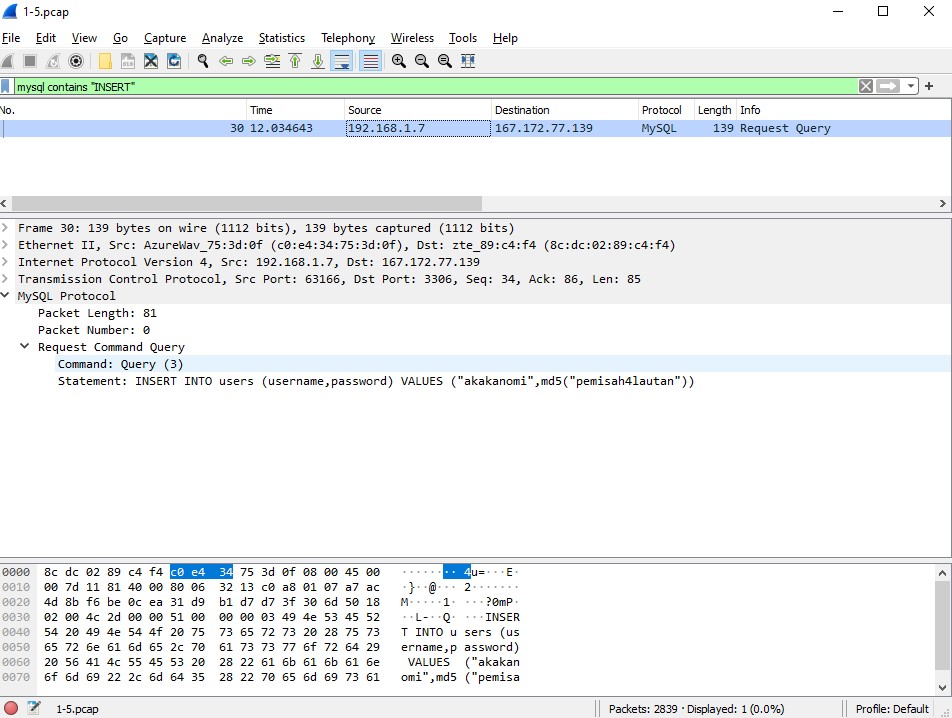 1-5.pcap
File Edit View Go Capture Analyze Statistics Telephony Wireless Tools Help
mysql contains "INSERT"
No. Time Source Destination Protocol Length Info
30 12.034643 192.168.1.7 167.172.77.139 MySQL 139 Request Query
Frame 30: 139 bytes on wire (1112 bits), 139 bytes captured (1112 bits)
Ethernet II, Src: AzureWav_75:3d:0f (c0:e4:34:75:3d:0f), Dst: zte_89:c4:f4 (8c:dc:02:89:c4:f4)
Internet Protocol Version 4, Src: 192.168.1.7, Dst: 167.172.77.139
Transmission Control Protocol, Src Port: 63166, Dst Port: 3306, Seq: 34, Ack: 86, Len: 85
MySQL Protocol
Packet Length: 81
Packet Number: 0
Request Command Query
Command: Query (3)
Statement: INSERT INTO users (username,password) VALUES ("akakanomi",md5("pemisah4lautan"))
0000 8c dc 02 89 c4 f4 c0 e4 34 75 3d 0f 08 00 45 00 ········4u=···E·
0010 00 7d 11 81 40 00 80 06 32 13 c0 a8 01 07 a7 ac ·}··@···2·······
0020 4d 8b f6 be 0c ea 31 d9 b1 d7 d7 3f 30 6d 50 18 M·····1····?0mP·
0030 02 00 4c 2d 00 00 51 00 00 00 03 49 4e 53 45 52 ··L-··Q····INSER
0040 54 20 49 4e 54 4f 20 75 73 65 72 73 20 28 75 73 T INTO u sers (us
0050 65 72 6e 61 6d 65 2c 70 61 73 73 77 6f 72 64 29 ername,p assword)
0060 20 56 41 4c 55 45 53 20 28 22 61 6b 61 6b 61 6e VALUES ("akakan
0070 6f 6d 69 22 2c 6d 64 35 28 22 70 65 6d 69 73 61 omi",md5 ("pemisa
1-5.pcap Packets: 2839 · Displayed: 1 (0.0%) Profile: Default